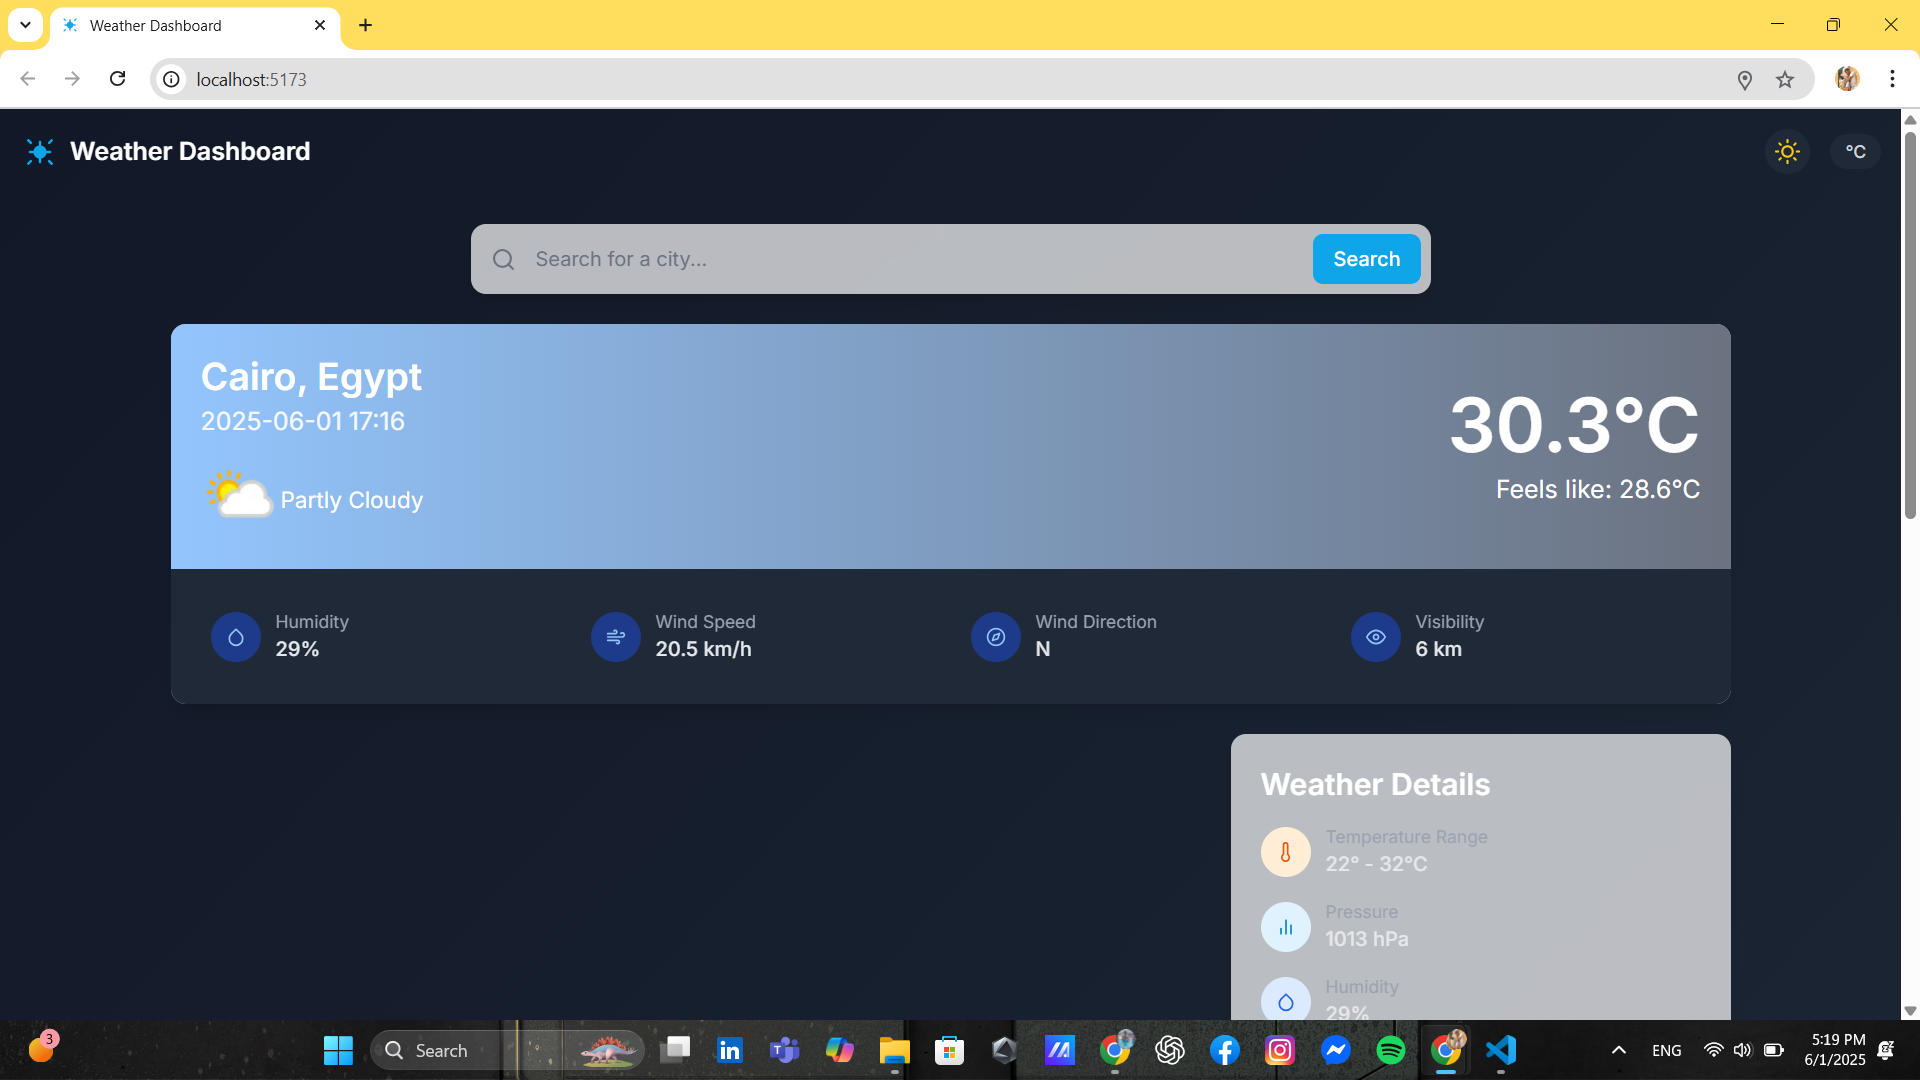 Weather Dashboard
localhost:5173
Weather Dashboard
°C
Search for a city...
Search
Cairo, Egypt
2025-06-01 17:16
Partly Cloudy
30.3°C
Feels like: 28.6°C
Humidity
29%
Wind Speed
20.5 km/h
Wind Direction
N
Visibility
6 km
Weather Details
Temperature Range
22° - 32°C
Pressure
1013 hPa
Humidity
29%
3
Search
ENG
5:19 PM
6/1/2025